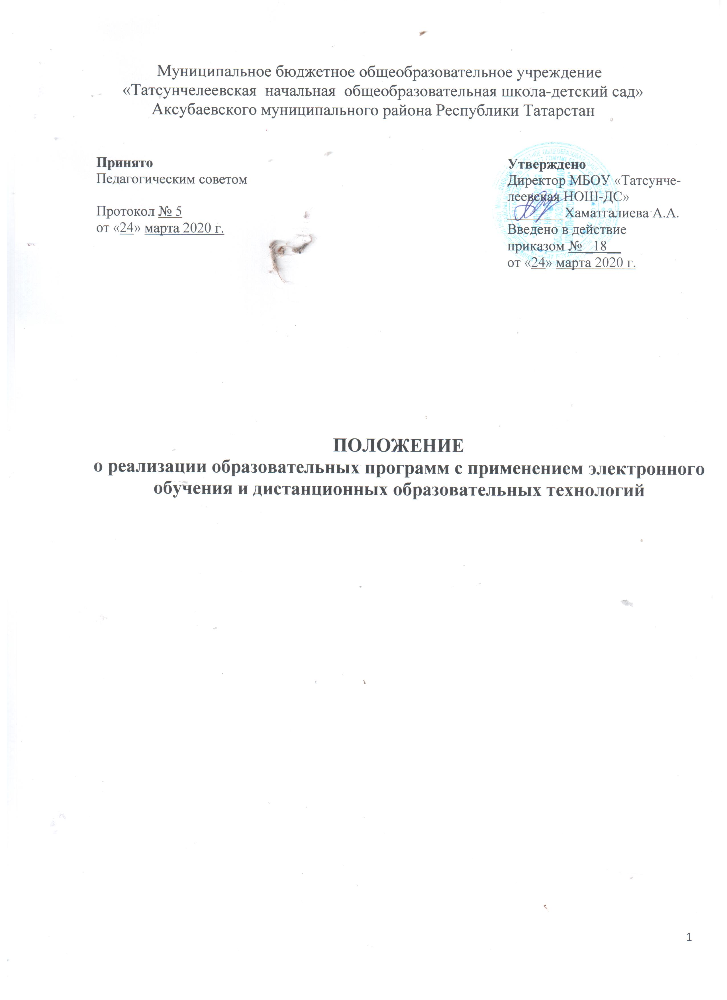 Муниципальное бюджетное общеобразовательное учреждение
«Татсунчелеевская начальная общеобразовательная школа-детский сад»
Аксубаевского муниципального района Республики Татарстан
Принято
Педагогическим советом
Протокол № 5
от «24» марта 2020 г.
Утверждено
Директор МБОУ «Татсунче-
леевская НОШ-ДС»
________Хаматгалиева А.А.
Введено в действие
приказом № _18__
от «24» марта 2020 г.
ПОЛОЖЕНИЕ
о реализации образовательных программ с применением электронного
обучения и дистанционных образовательных технологий
1